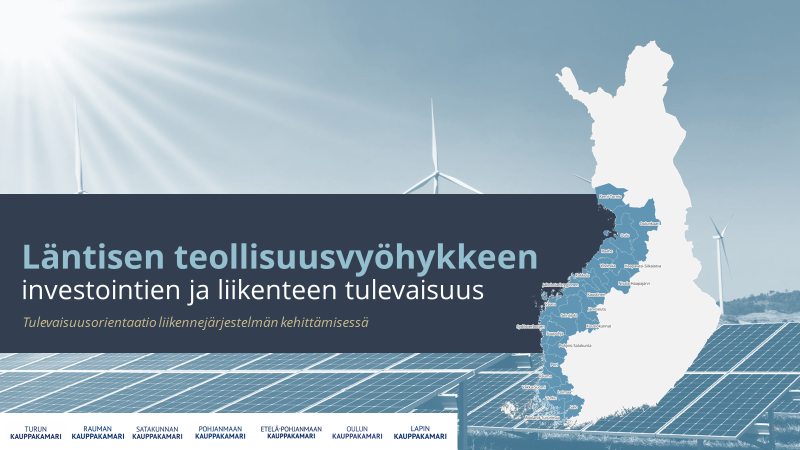 Läntisen teollisuusvyöhykkeen
investointien ja liikenteen tulevaisuus
Tulevaisuusorientaatio liikennejärjestelmän kehittämisessä
TURUN
KAUPPAKAMARI
RAUMAN
KAUPPAKAMARI
SATAKUNNAN
KAUPPAKAMARI
POHJANMAAN
KAUPPAKAMARI
ETELÄ-POHJANMAAN
KAUPPAKAMARI
OULUN
KAUPPAKAMARI
LAPIN
KAUPPAKAMARI